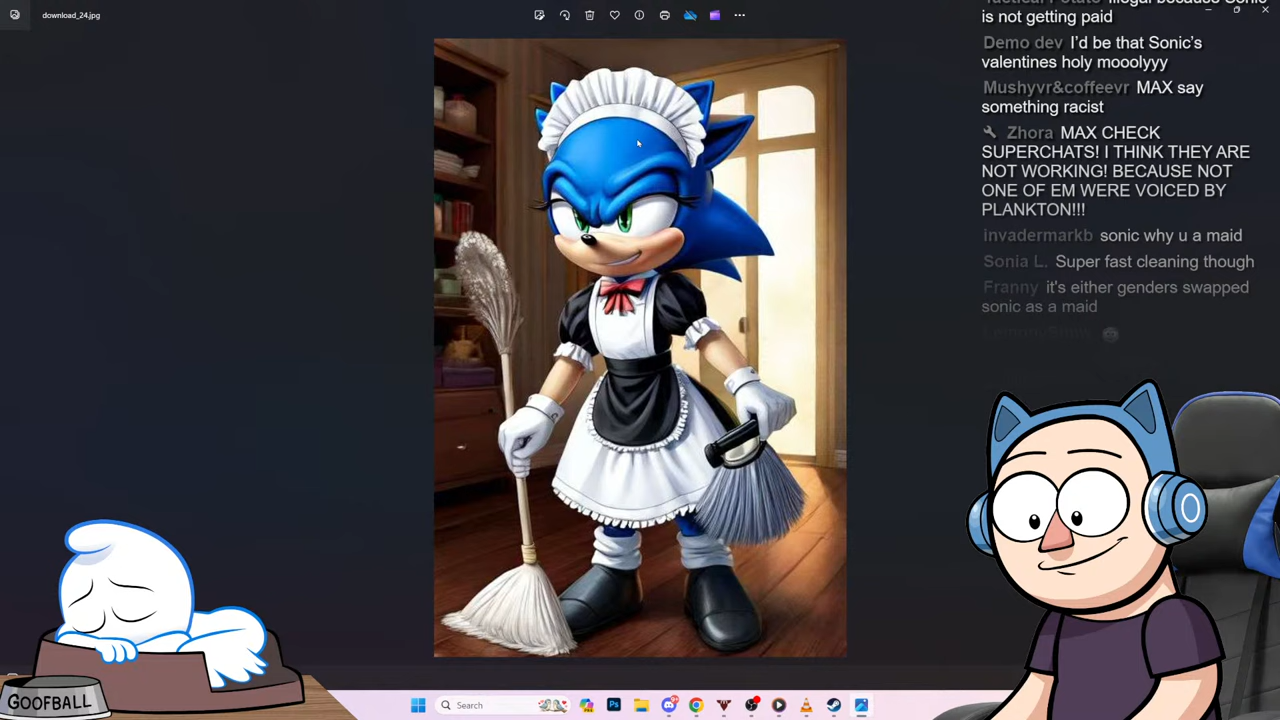 download_24.jpg
is not getting paid
Demo dev I'd be that Sonic's
valentines holy mooolyyy
Mushyvr&coffeevr MAX say
something racist
Zhora MAX CHECK
SUPERCHATS! I THINK THEY ARE
NOT WORKING! BECAUSE NOT
ONE OF EM WERE VOICED BY
PLANKTON!!!
invadermarkb sonic why u a maid
Sonia L. Super fast cleaning though
Franny it's either genders swapped
sonic as a maid
GOOFBALL
Search